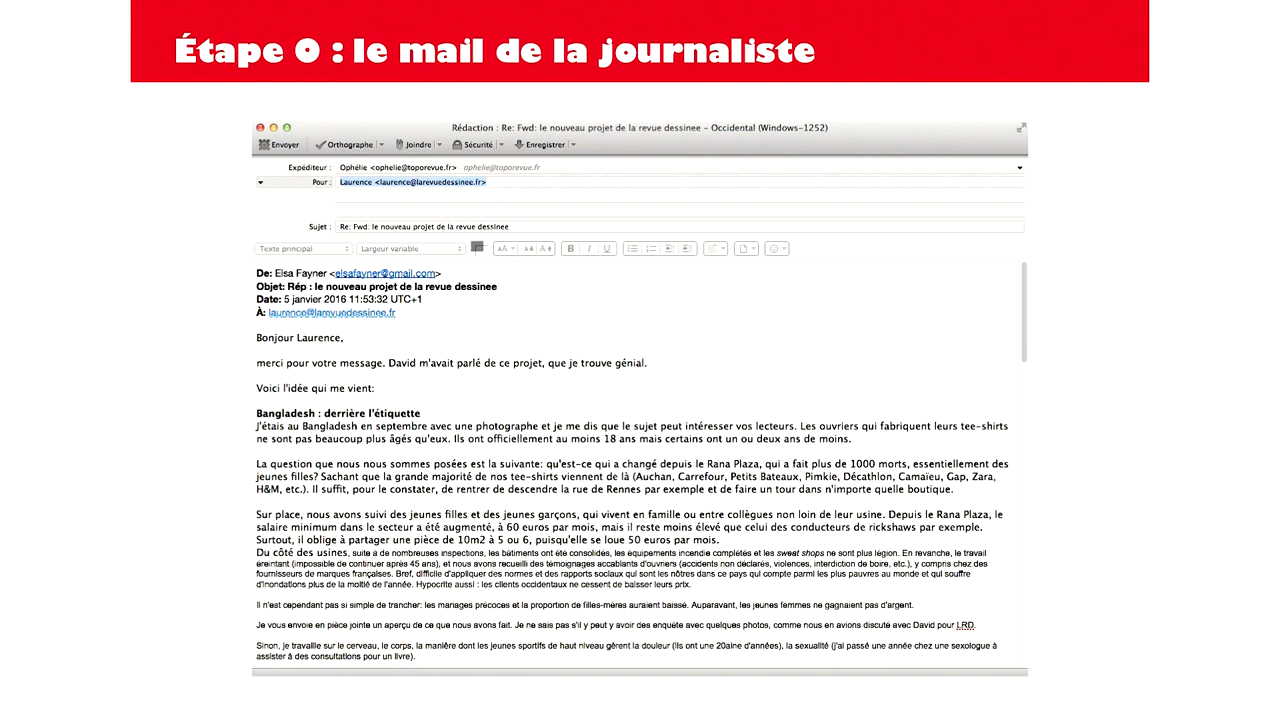 Étape 0 : le mail de la journaliste
Rédaction : Re: Fwd: le nouveau projet de la revue dessinee – Occidental (Windows-1252)
Envoyer Orthographe Joindre Sécurité Enregistrer
Expéditeur : Ophélie <ophelie@toporevue.fr> ophelie@toporevue.fr
Pour : Laurence <laurence@larevuedessinee.fr>
Sujet : Re: Fwd: le nouveau projet de la revue dessinee
Texte principal Largeur variable B I U
De: Elsa Fayner <elsafayner@gmail.com>
Objet: Rép : le nouveau projet de la revue dessinee
Date: 5 janvier 2016 11:53:32 UTC+1
À: laurence@larevuedessinee.fr
Bonjour Laurence,
merci pour votre message. David m'avait parlé de ce projet, que je trouve génial.
Voici l'idée qui me vient:
Bangladesh : derrière l'étiquette
J'étais au Bangladesh en septembre avec une photographe et je me dis que le sujet peut intéresser vos lecteurs. Les ouvriers qui fabriquent leurs tee-shirts
ne sont pas beaucoup plus âgés qu'eux. Ils ont officiellement au moins 18 ans mais certains ont un ou deux ans de moins.
La question que nous nous sommes posées est la suivante: qu'est-ce qui a changé depuis le Rana Plaza, qui a fait plus de 1000 morts, essentiellement des
jeunes filles? Sachant que la grande majorité de nos tee-shirts viennent de là (Auchan, Carrefour, Petits Bateaux, Pimkie, Décathlon, Camaïeu, Gap, Zara,
H&M, etc.). Il suffit, pour le constater, de rentrer de descendre la rue de Rennes par exemple et de faire un tour dans n'importe quelle boutique.
Sur place, nous avons suivi des jeunes filles et des jeunes garçons, qui vivent en famille ou entre collègues non loin de leur usine. Depuis le Rana Plaza, le
salaire minimum dans le secteur a été augmenté, à 60 euros par mois, mais il reste moins élevé que celui des conducteurs de rickshaws par exemple.
Surtout, il oblige à partager une pièce de 10m2 à 5 ou 6, puisqu'elle se loue 50 euros par mois.
Du côté des usines, suite à de nombreuses inspections, les bâtiments ont été consolidés, les équipements incendie complétés et les sweat shops ne sont plus légion. En revanche, le travail
éreintant (impossible de continuer après 45 ans), et nous avons recueilli des témoignages accablants d'ouvriers (accidents non déclarés, violences, interdiction de boire, etc.), y compris chez des
fournisseurs de marques françaises. Bref, difficile d'appliquer des normes et des rapports sociaux qui sont les nôtres dans ce pays qui compte parmi les plus pauvres au monde et qui souffre
d'inondations plus de la moitié de l'année. Hypocrite aussi : les clients occidentaux ne cessent de baisser leurs prix.
Il n'est cependant pas si simple de trancher: les mariages précoces et la proportion de filles-mères auraient baissé. Auparavant, les jeunes femmes ne gagnaient pas d'argent.
Je vous envoie en pièce jointe un aperçu de ce que nous avons fait. Je ne sais pas s'il y peut y avoir des enquête avec quelques photos, comme nous en avions discuté avec David pour LRD.
Sinon, je travaille sur le cerveau, le corps, la manière dont les jeunes sportifs de haut niveau gèrent la douleur (ils ont une 20aine d'années), la sexualité (j'ai passé une année chez une sexologue à
assister à des consultations pour un livre).